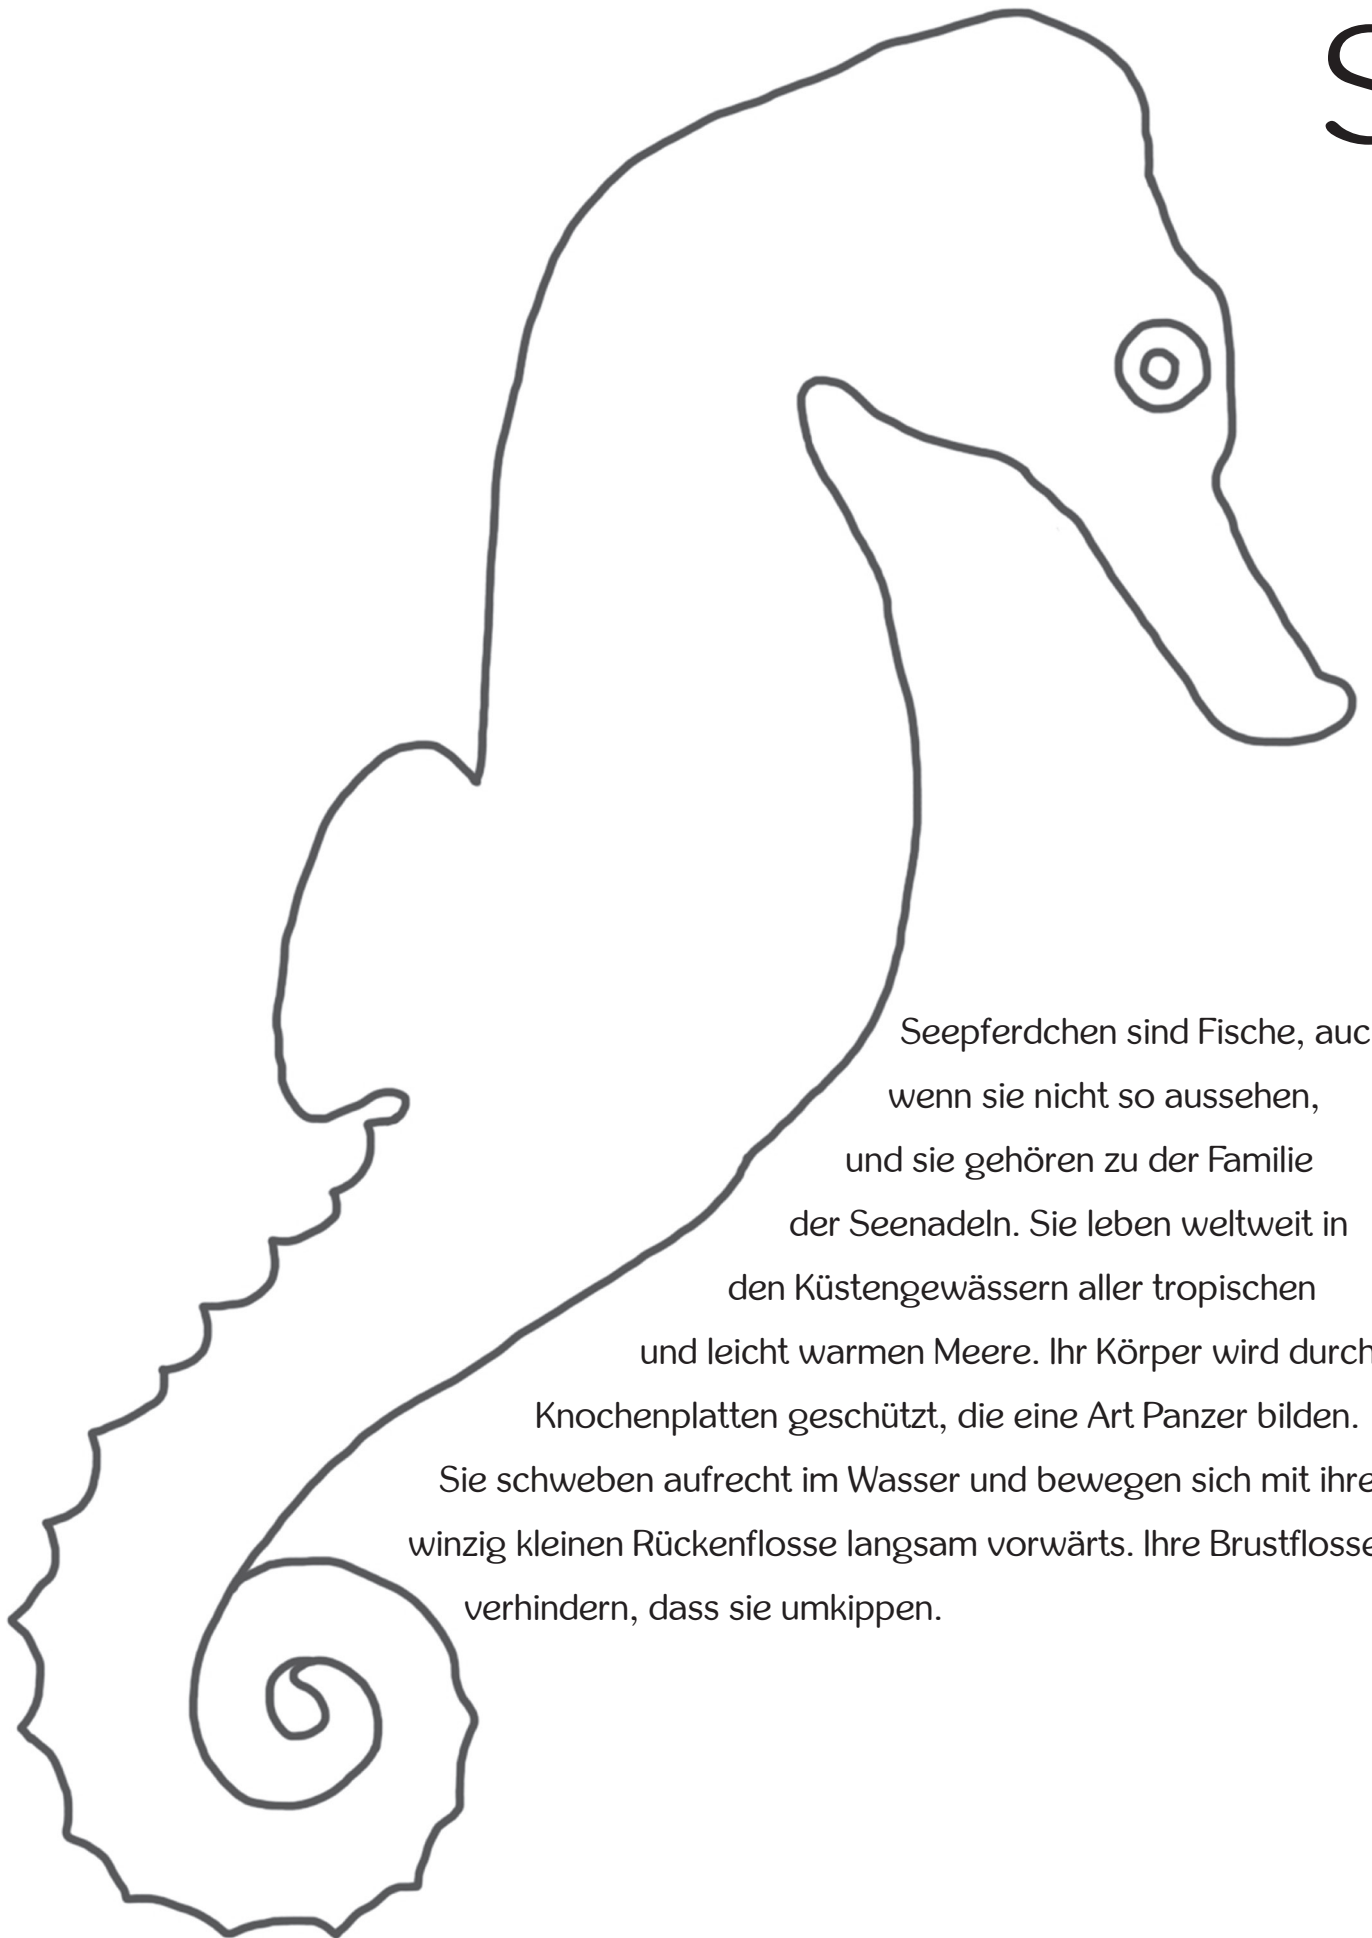 S
Seepferdchen sind Fische, auc
wenn sie nicht so aussehen,
und sie gehören zu der Familie
der Seenadeln. Sie leben weltweit in
den Küstengewässern aller tropischen
und leicht warmen Meere. Ihr Körper wird durch
Knochenplatten geschützt, die eine Art Panzer bilden.
Sie schweben aufrecht im Wasser und bewegen sich mit ihre
winzig kleinen Rückenflosse langsam vorwärts. Ihre Brustflosse
verhindern, dass sie umkippen.